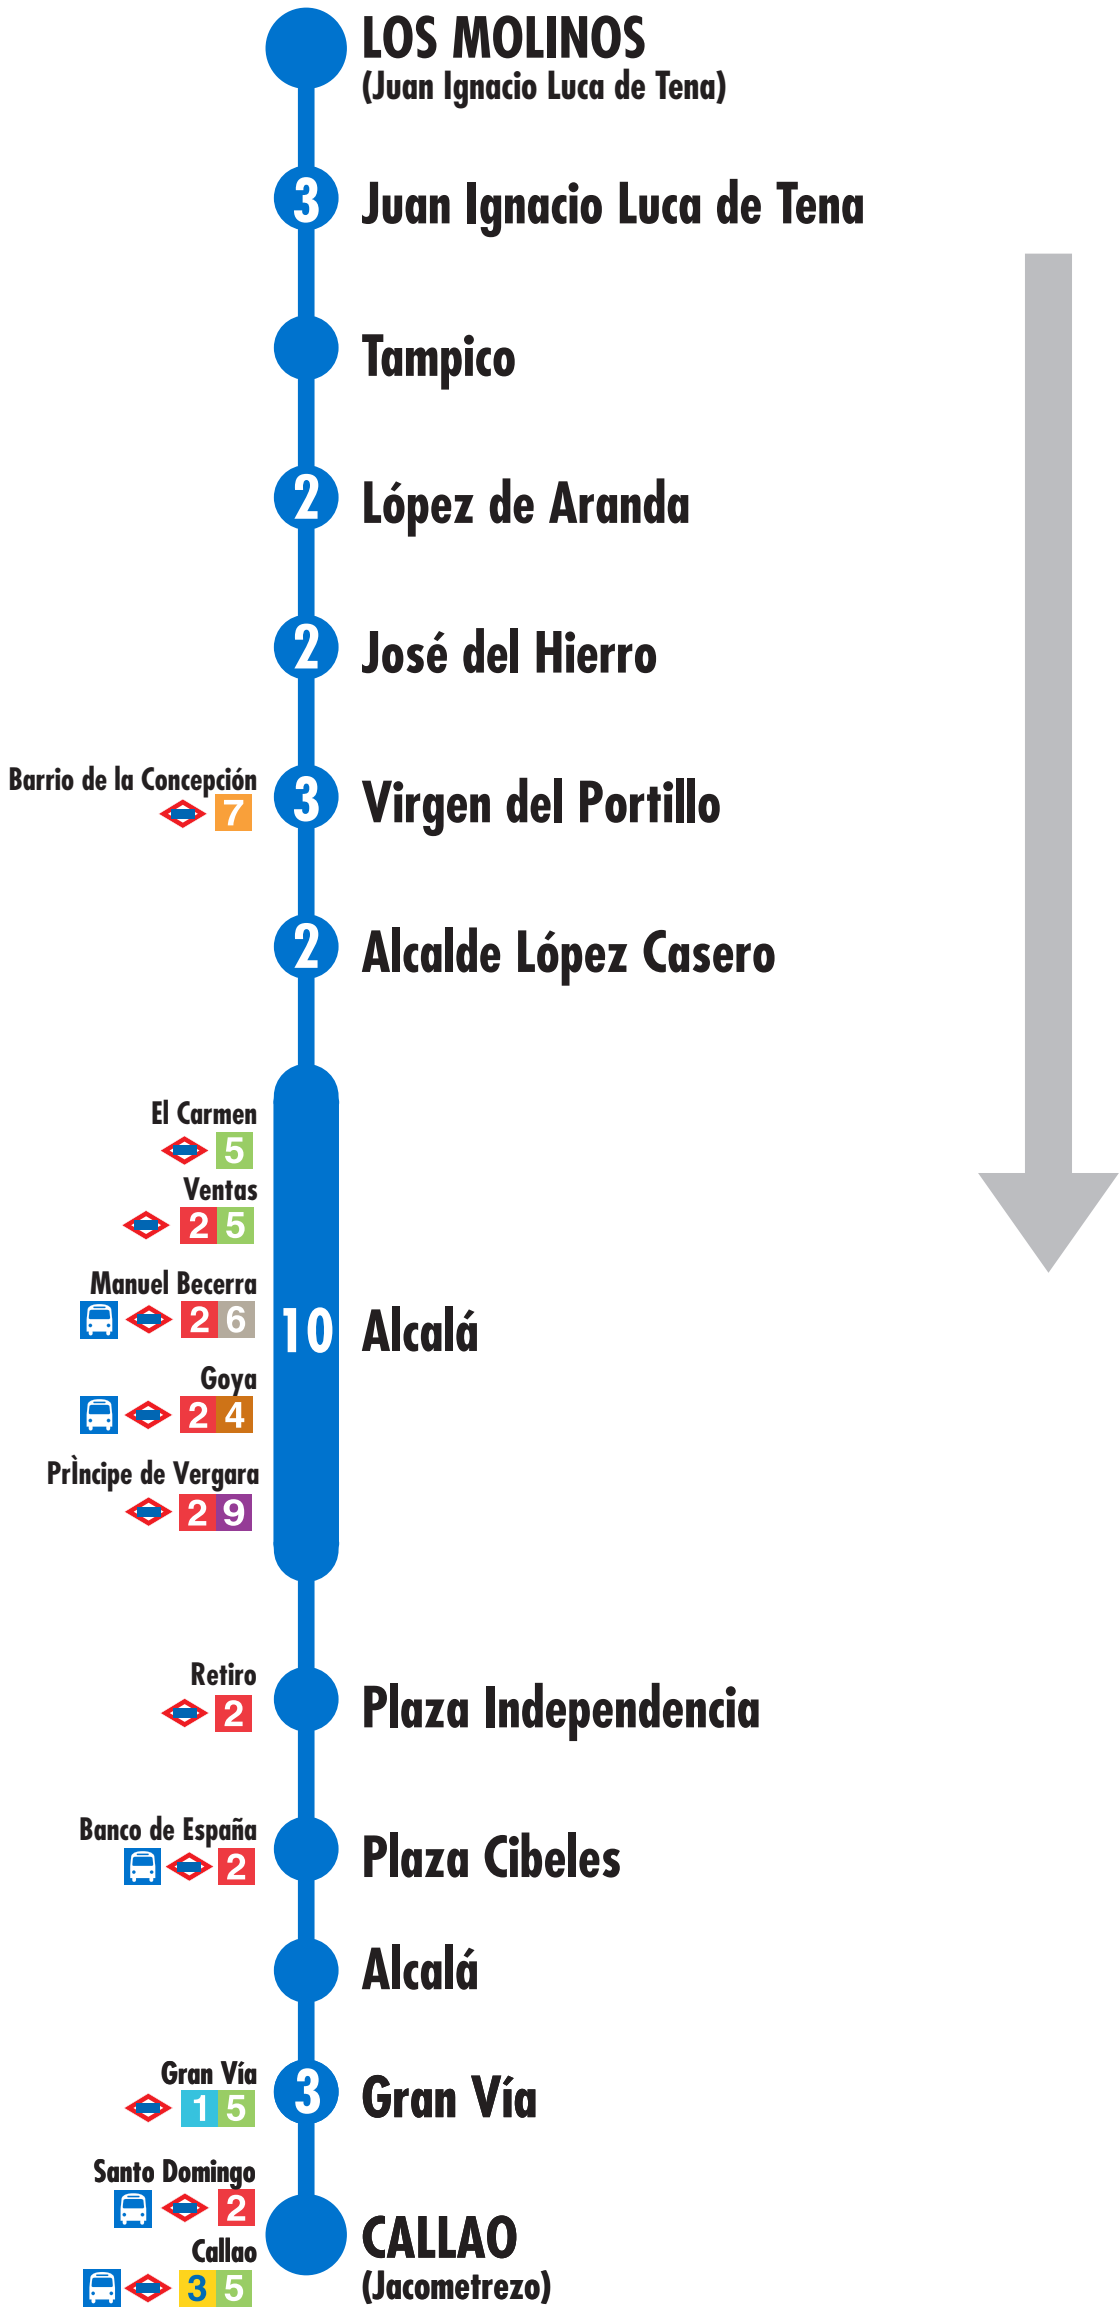 LOS MOLINOS
(Juan Ignacio Luca de Tena)
3 Juan Ignacio Luca de Tena
Tampico
2 López de Aranda
2 José del Hierro
Barrio de la Concepción
7
3 Virgen del Portillo
2 Alcalde López Casero
El Carmen
5
Ventas
2 5
Manuel Becerra
2 6
10 Alcalá
Goya
2 4
PrÌncipe de Vergara
2 9
Retiro
2
Plaza Independencia
Banco de España
2
Plaza Cibeles
Alcalá
Gran Vía
1 5
3 Gran Vía
Santo Domingo
2
CALLAO
(Jacometrezo)
Callao
3 5